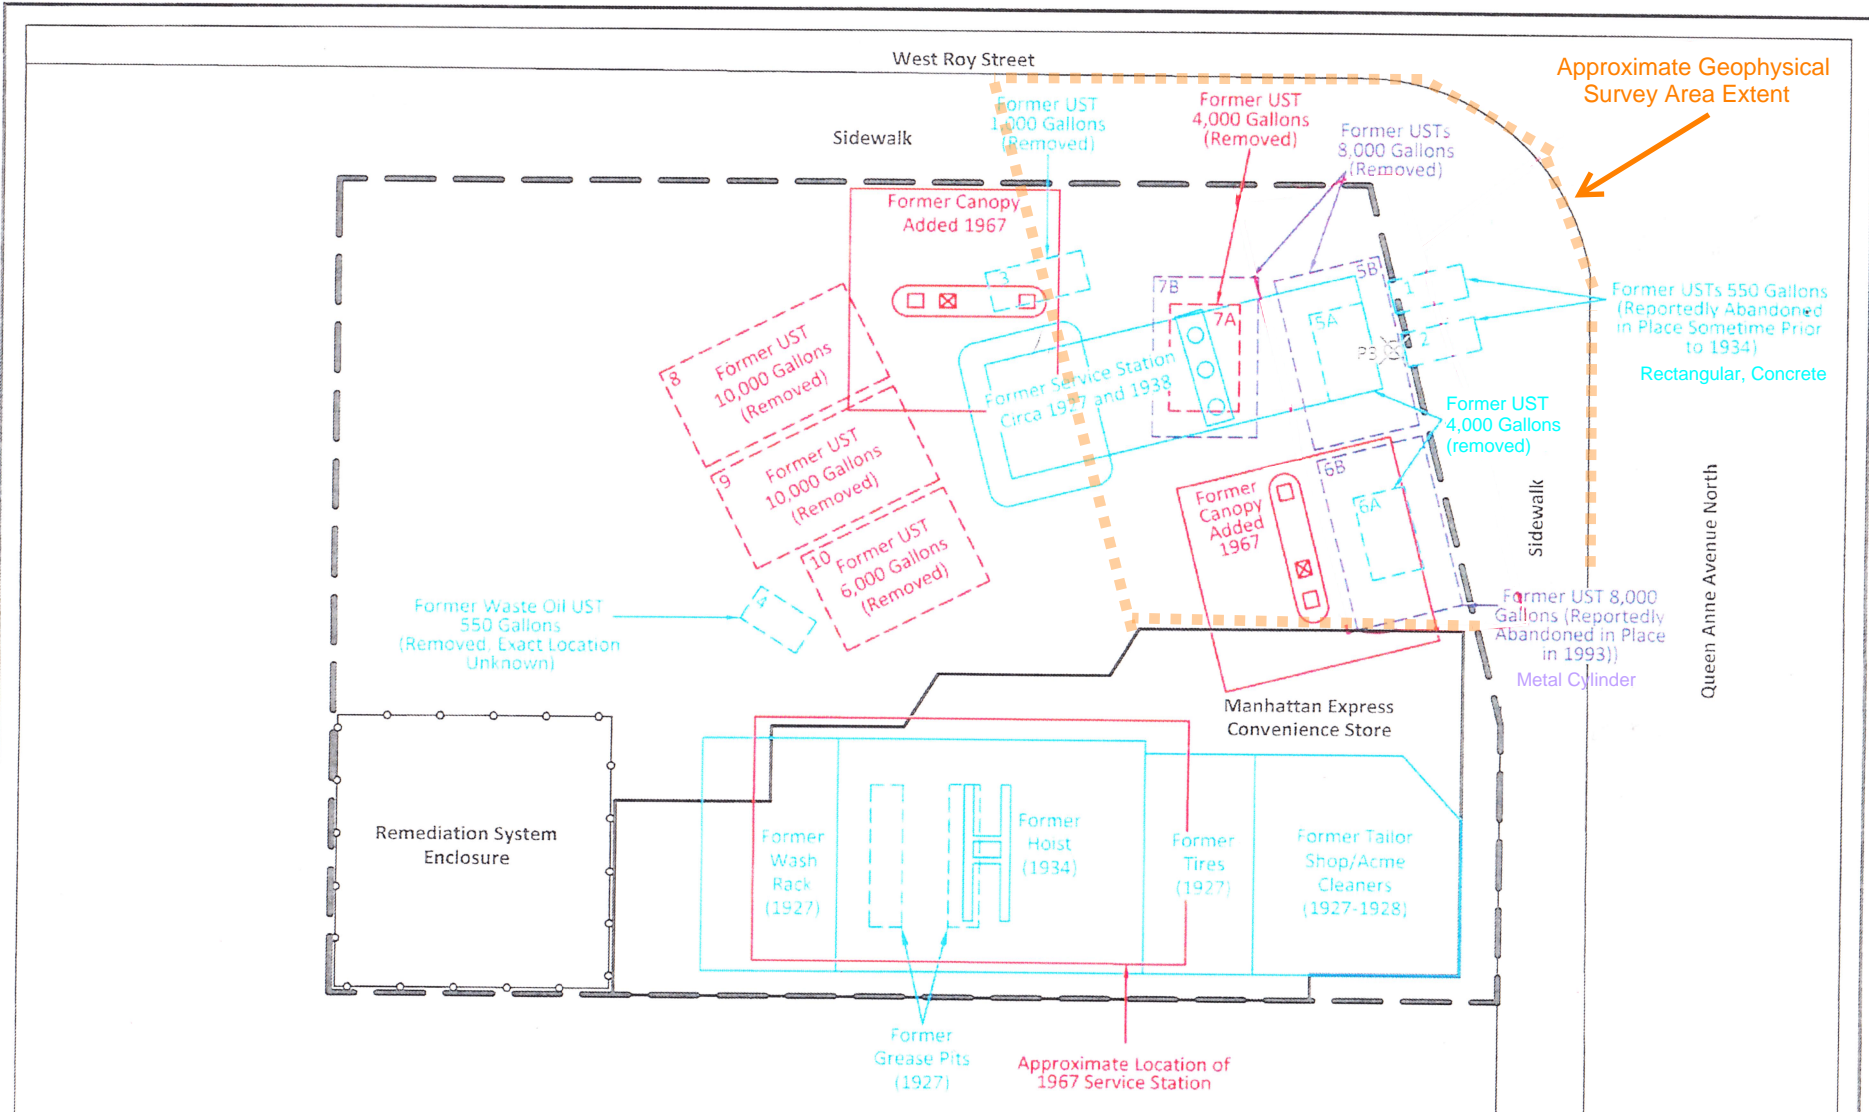 West Roy Street
Approximate Geophysical
Survey Area Extent
Sidewalk
Former UST
1,000 Gallons
(Removed)
Former UST
4,000 Gallons
(Removed)
Former USTs
8,000 Gallons
(Removed)
Former Canopy
Added 1967
3
7B
7A
5B
5A
1
2
P3
Former USTs 550 Gallons
(Reportedly Abandoned
in Place Sometime Prior
to 1934)
Rectangular, Concrete
Former Service Station
Circa 1927 and 1938
8
Former UST
10,000 Gallons
(Removed)
9
Former UST
10,000 Gallons
(Removed)
10
Former UST
6,000 Gallons
(Removed)
Former UST
4,000 Gallons
(removed)
6B
6A
Former
Canopy
Added
1967
Sidewalk
Queen Anne Avenue North
4
Former Waste Oil UST
550 Gallons
(Removed, Exact Location
Unknown)
Former UST 8,000
Gallons (Reportedly
Abandoned in Place
in 1993))
Metal Cylinder
Manhattan Express
Convenience Store
Remediation System
Enclosure
Former
Wash
Rack
(1927)
Former
Hoist
(1934)
Former
Tires
(1927)
Former Tailor
Shop/Acme
Cleaners
(1927-1928)
Former
Grease Pits
(1927)
Approximate Location of
1967 Service Station